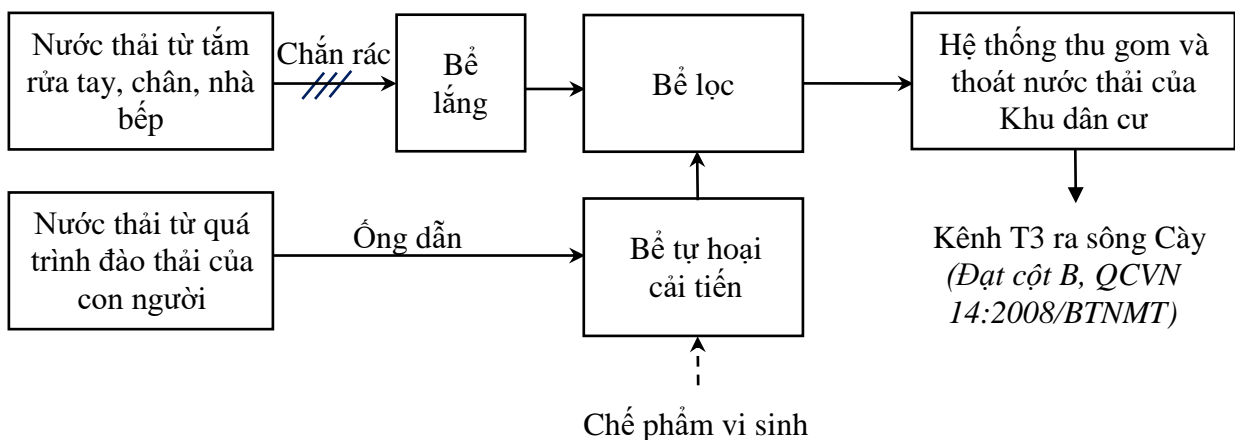 Nước thải từ tắm
rửa tay, chân, nhà
bếp
Chắn rác
Bể
lắng
Bể lọc
Hệ thống thu gom và
thoát nước thải của
Khu dân cư
Nước thải từ quá
trình đào thải của
con người
Ống dẫn
Bể tự hoại
cải tiến
Kênh T3 ra sông Cày
(Đạt cột B, QCVN
14:2008/BTNMT)
Chế phẩm vi sinh